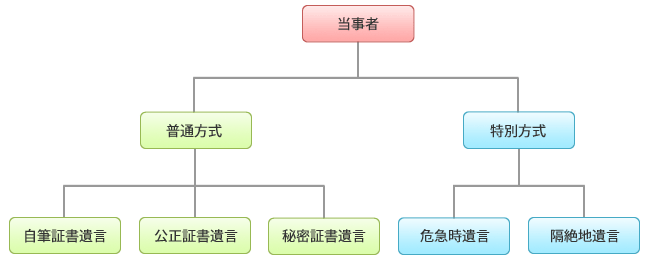 当事者
普通方式
特別方式
自筆証書遺言
公正証書遺言
秘密証書遺言
危急時遺言
隔絶地遺言